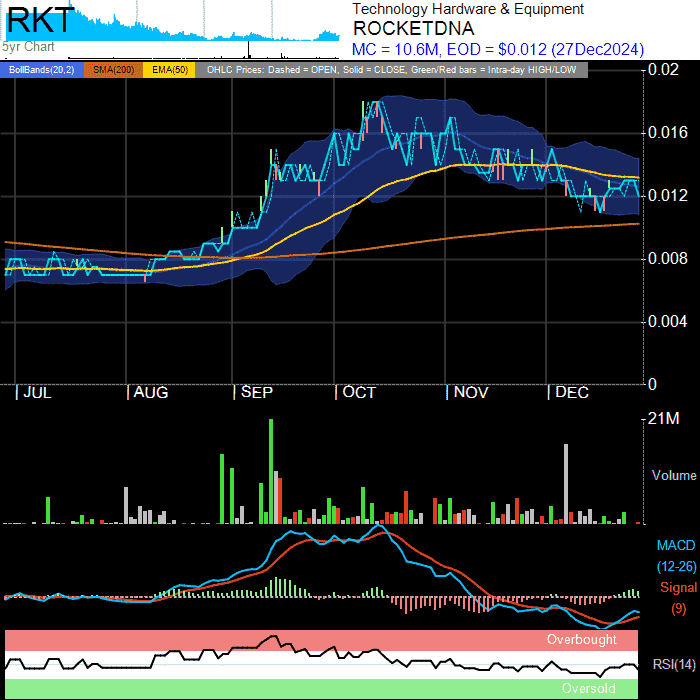 RKT
5yr Chart
Technology Hardware & Equipment
ROCKETDNA
MC = 10.6M, EOD = $0.012 (27Dec2024)
BollBands(20,2) SMA(200) EMA(50) OHLC Prices: Dashed = OPEN, Solid = CLOSE, Green/Red bars = Intra-day HIGH/LOW
0.02
0.016
0.012
0.008
0.004
0
JUL AUG SEP OCT NOV DEC
21M
Volume
MACD
(12-26)
Signal
(9)
Overbought
RSI(14)
Oversold